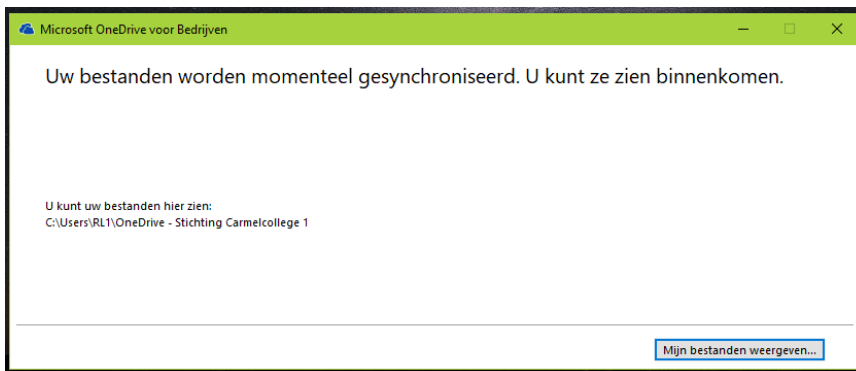 Microsoft OneDrive voor Bedrijven
Uw bestanden worden momenteel gesynchroniseerd. U kunt ze zien binnenkomen.
U kunt uw bestanden hier zien:
C:\Users\RL1\OneDrive - Stichting Carmelcollege 1
Mijn bestanden weergeven...